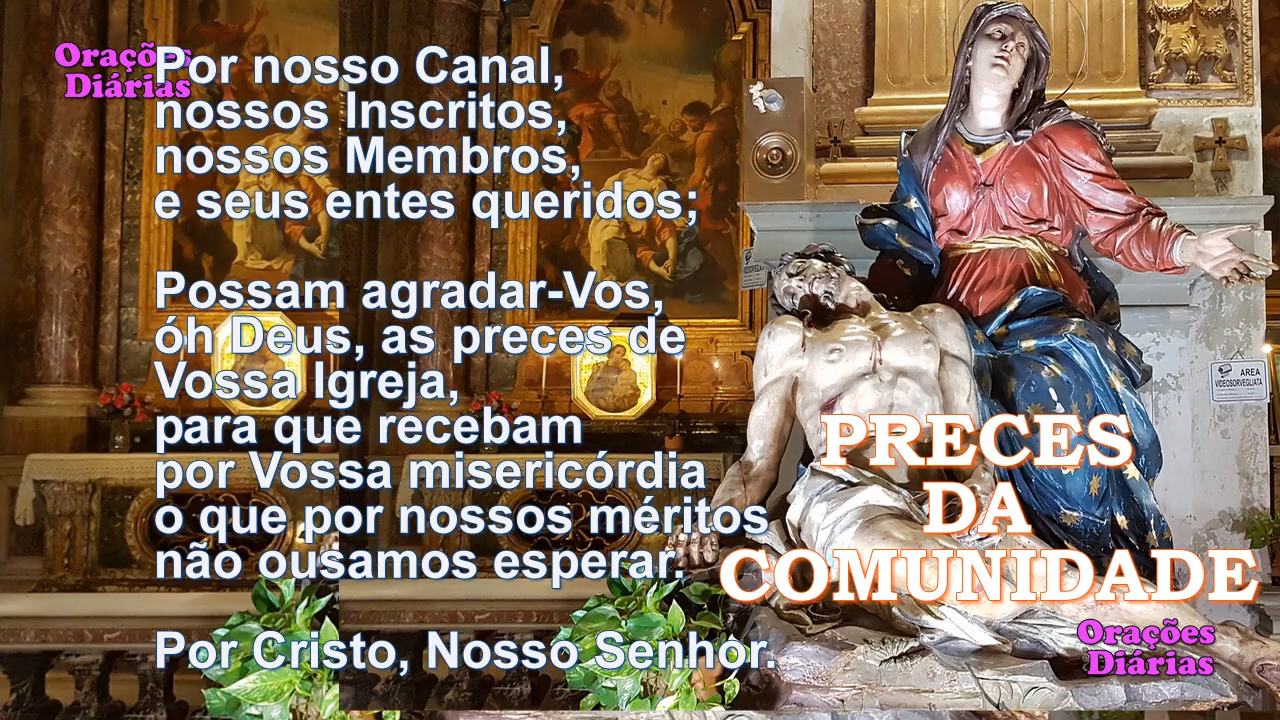 Orações
Diárias
Por nosso Canal,
nossos Inscritos,
nossos Membros,
e seus entes queridos;
Possam agradar-Vos,
óh Deus, as preces de
Vossa Igreja,
para que recebam
por Vossa misericórdia
o que por nossos méritos
não ousamos esperar.
Por Cristo, Nosso Senhor.
AREA
VIDEOSORVEGLIATA
PRECES
DA
COMUNIDADE
Orações
Diárias